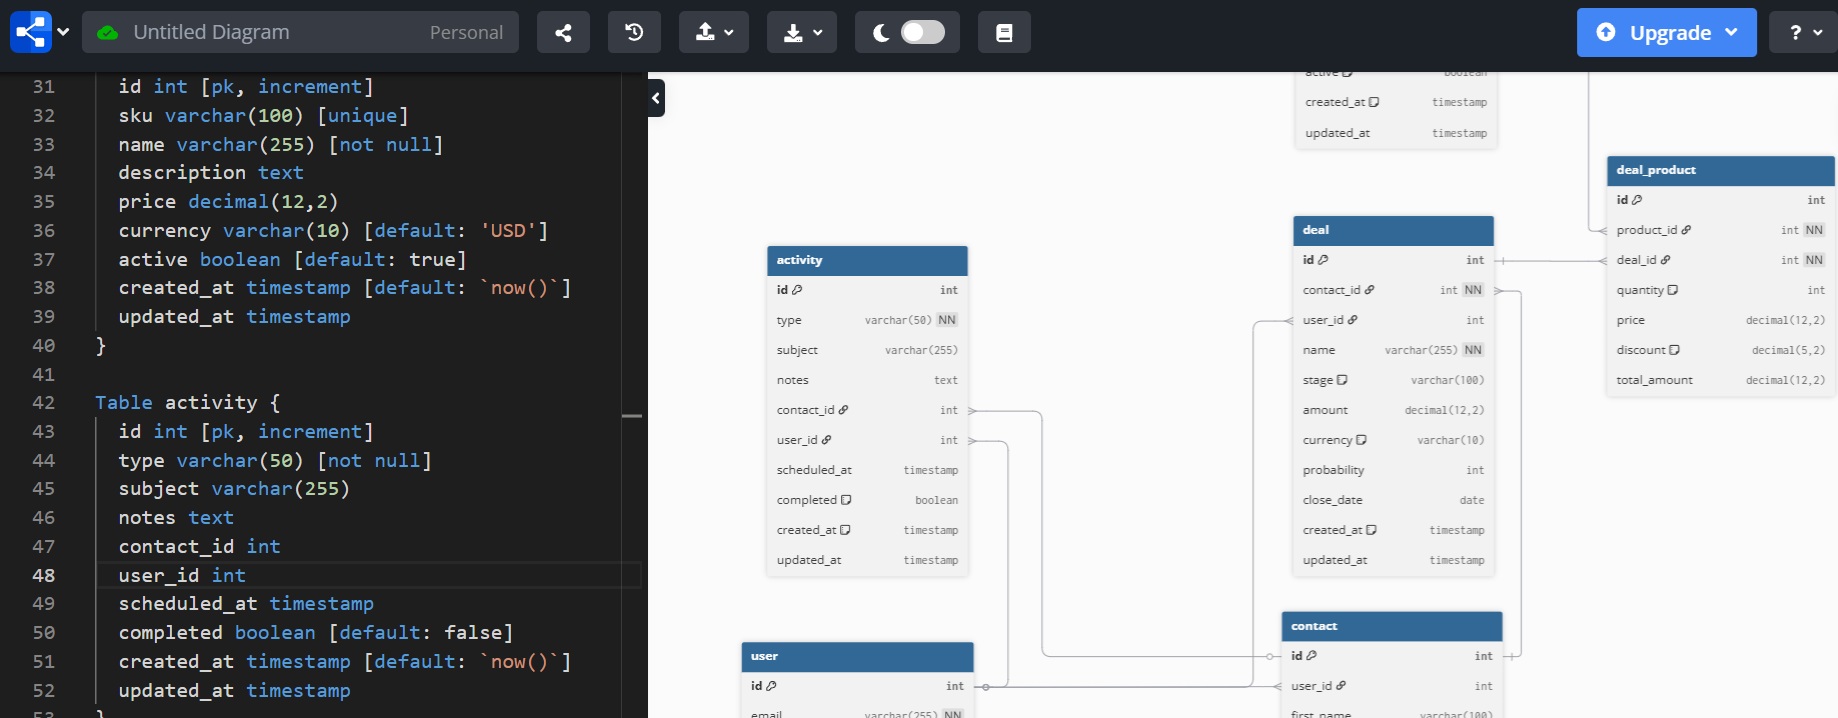 Untitled Diagram Personal
Upgrade
?
31 id int [pk, increment]
32 sku varchar(100) [unique]
33 name varchar(255) [not null]
34 description text
35 price decimal(12,2)
36 currency varchar(10) [default: 'USD']
37 active boolean [default: true]
38 created_at timestamp [default: `now()`]
39 updated_at timestamp
40 }
41
42 Table activity {
43 id int [pk, increment]
44 type varchar(50) [not null]
45 subject varchar(255)
46 notes text
47 contact_id int
48 user_id int
49 scheduled_at timestamp
50 completed boolean [default: false]
51 created_at timestamp [default: `now()`]
52 updated_at timestamp
53 }
active boolean
created_at timestamp
updated_at timestamp
deal_product
id int
product_id int NN
deal_id int NN
quantity int
price decimal(12,2)
discount decimal(5,2)
total_amount decimal(12,2)
deal
id int
contact_id int NN
user_id int
name varchar(255) NN
stage varchar(100)
amount decimal(12,2)
currency varchar(10)
probability int
close_date date
created_at timestamp
updated_at timestamp
activity
id int
type varchar(50) NN
subject varchar(255)
notes text
contact_id int
user_id int
scheduled_at timestamp
completed boolean
created_at timestamp
updated_at timestamp
contact
id int
user_id int
first_name varchar(100)
user
id int
email varchar(255) NN